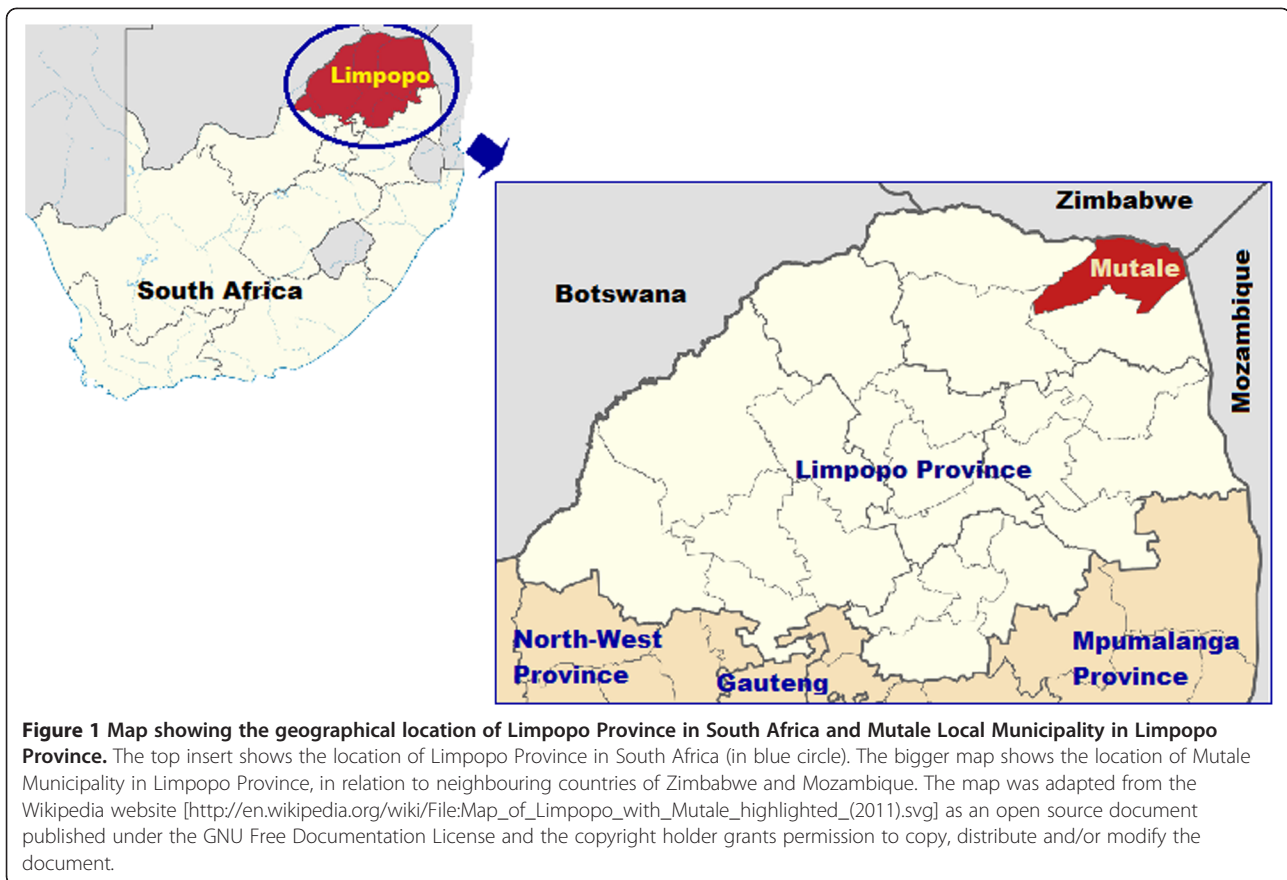 Limpopo
South Africa
Zimbabwe
Mutale
Botswana
Mozambique
Limpopo Province
North-West
Province
Gauteng
Mpumalanga
Province
Figure 1 Map showing the geographical location of Limpopo Province in South Africa and Mutale Local Municipality in Limpopo
Province. The top insert shows the location of Limpopo Province in South Africa (in blue circle). The bigger map shows the location of Mutale
Municipality in Limpopo Province, in relation to neighbouring countries of Zimbabwe and Mozambique. The map was adapted from the
Wikipedia website [http://en.wikipedia.org/wiki/File:Map_of_Limpopo_with_Mutale_highlighted_(2011).svg] as an open source document
published under the GNU Free Documentation License and the copyright holder grants permission to copy, distribute and/or modify the
document.